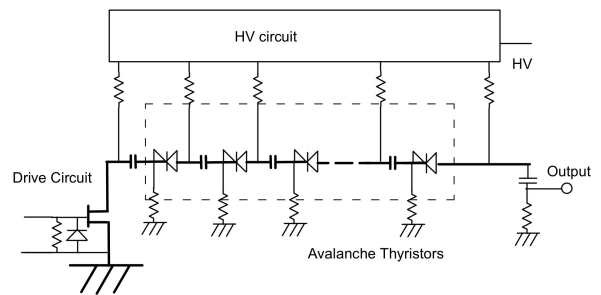 HV circuit
HV
Drive Circuit
Output
Avalanche Thyristors